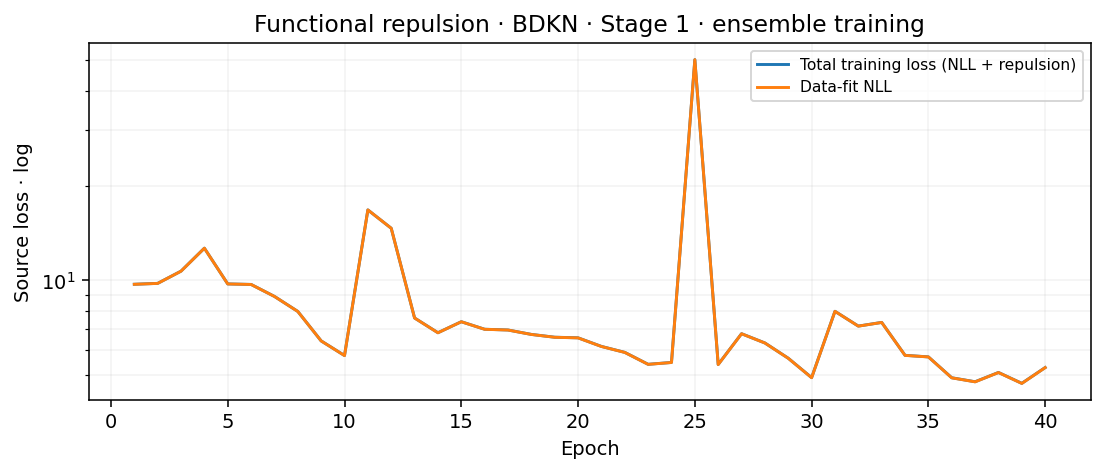 Functional repulsion · BDKN · Stage 1 · ensemble training
Total training loss (NLL + repulsion)
Data-fit NLL
Source loss · log
10¹
0 5 10 15 20 25 30 35 40
Epoch